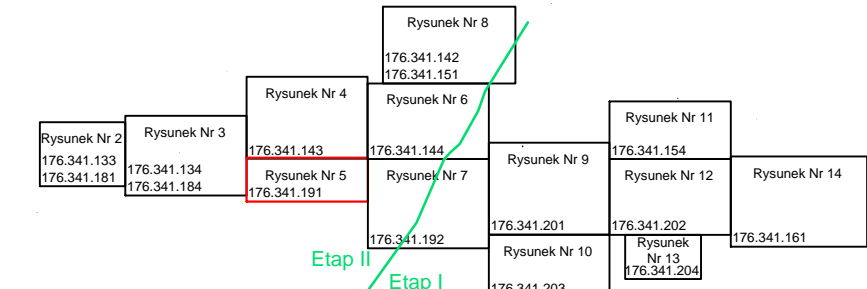 Rysunek Nr 8
176.341.142
176.341.151
Rysunek Nr 4
176.341.143
Rysunek Nr 6
176.341.144
Rysunek Nr 11
176.341.154
Rysunek Nr 2
176.341.133
176.341.181
Rysunek Nr 3
176.341.134
176.341.184
Rysunek Nr 5
176.341.191
Rysunek Nr 7
176.341.192
Rysunek Nr 9
176.341.201
Rysunek Nr 12
176.341.202
Rysunek Nr 14
176.341.161
Rysunek Nr 10
176.341.203
Rysunek
Nr 13
176.341.204
Etap II
Etap I